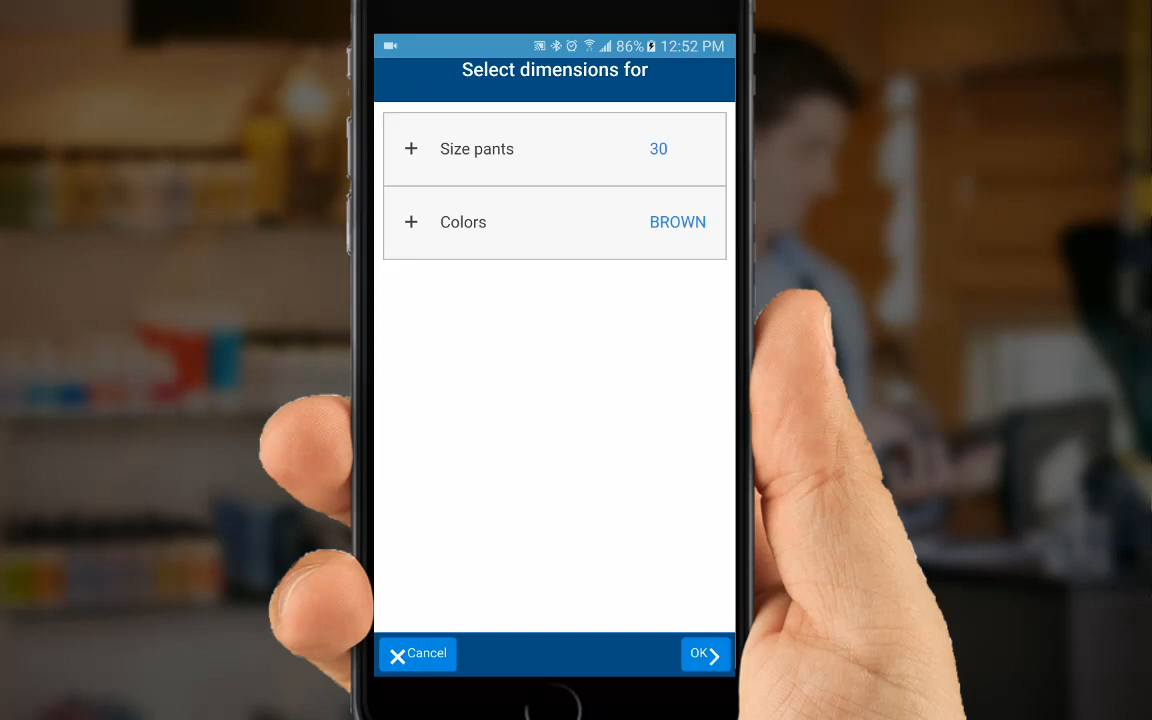 86% 12:52 PM
Select dimensions for
+ Size pants 30
+ Colors BROWN
Cancel OK